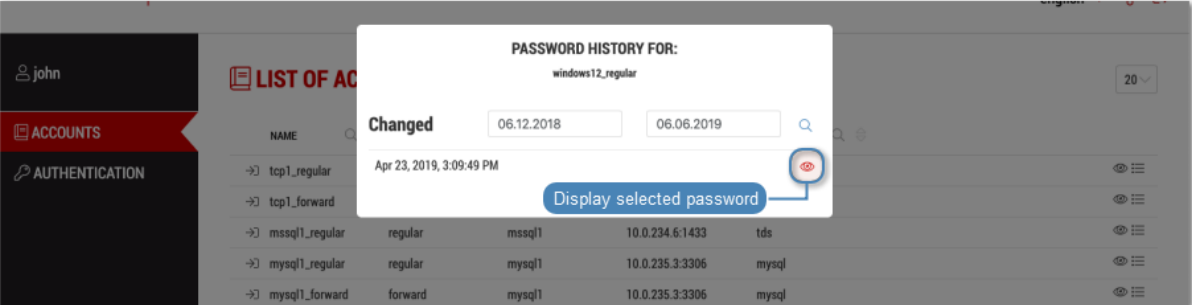 english
john
ACCOUNTS
AUTHENTICATION
LIST OF AC
20
NAME
PASSWORD HISTORY FOR:
windows12_regular
Changed 06.12.2018 06.06.2019
Apr 23, 2019, 3:09:49 PM
Display selected password
tcp1_regular
tcp1_forward
mssql1_regular regular mssql1 10.0.234.6:1433 tds
mysql1_regular regular mysql1 10.0.235.3:3306 mysql
mysql1_forward forward mysql1 10.0.235.3:3306 mysql